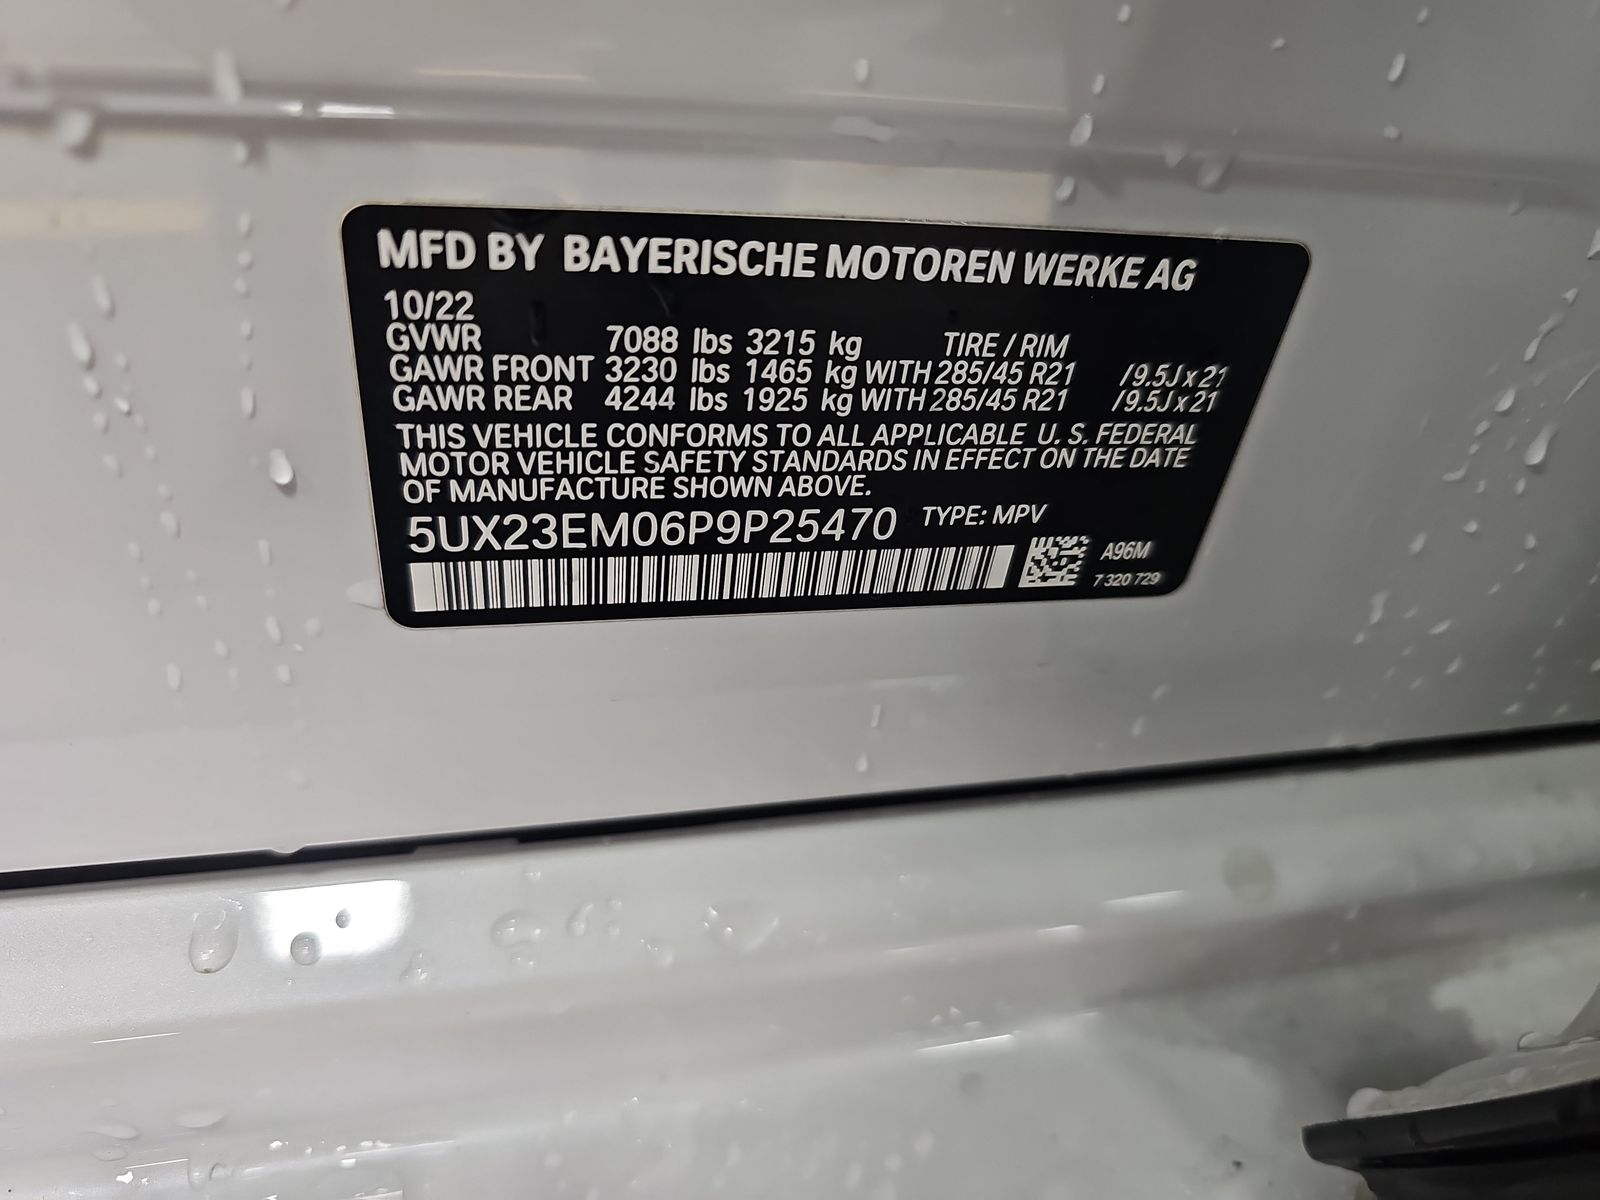 MFD BY BAYERISCHE MOTOREN WERKE AG
10/22
GVWR 7088 lbs 3215 kg TIRE / RIM
GAWR FRONT 3230 lbs 1465 kg WITH 285/45 R21 /9.5J x 21
GAWR REAR 4244 lbs 1925 kg WITH 285/45 R21 /9.5J x 21
THIS VEHICLE CONFORMS TO ALL APPLICABLE U. S. FEDERAL
MOTOR VEHICLE SAFETY STANDARDS IN EFFECT ON THE DATE
OF MANUFACTURE SHOWN ABOVE.
5UX23EM06P9P25470 TYPE: MPV
A96M
7 320 729